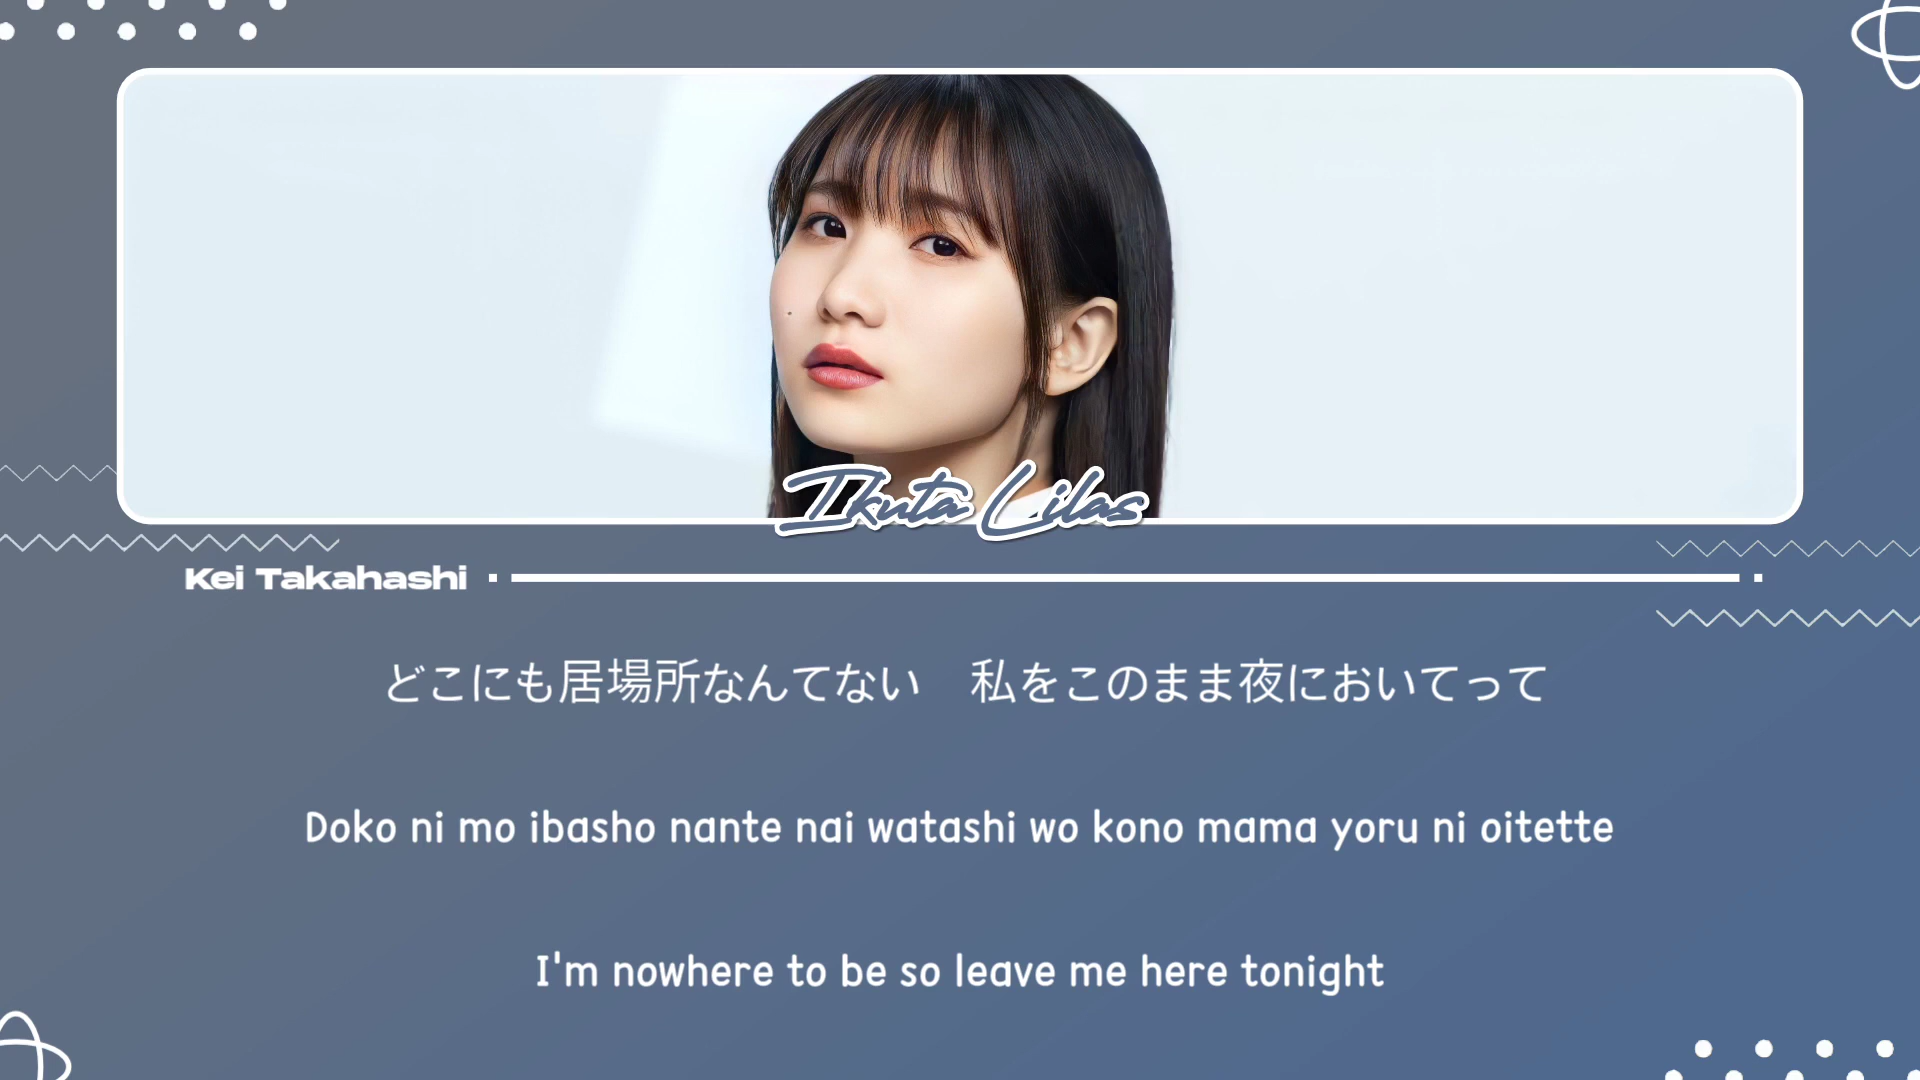 Ikuta Lilas
Kei Takahashi
どこにも居場所なんてない　私をこのまま夜においてって
Doko ni mo ibasho nante nai watashi wo kono mama yoru ni oitette
I'm nowhere to be so leave me here tonight